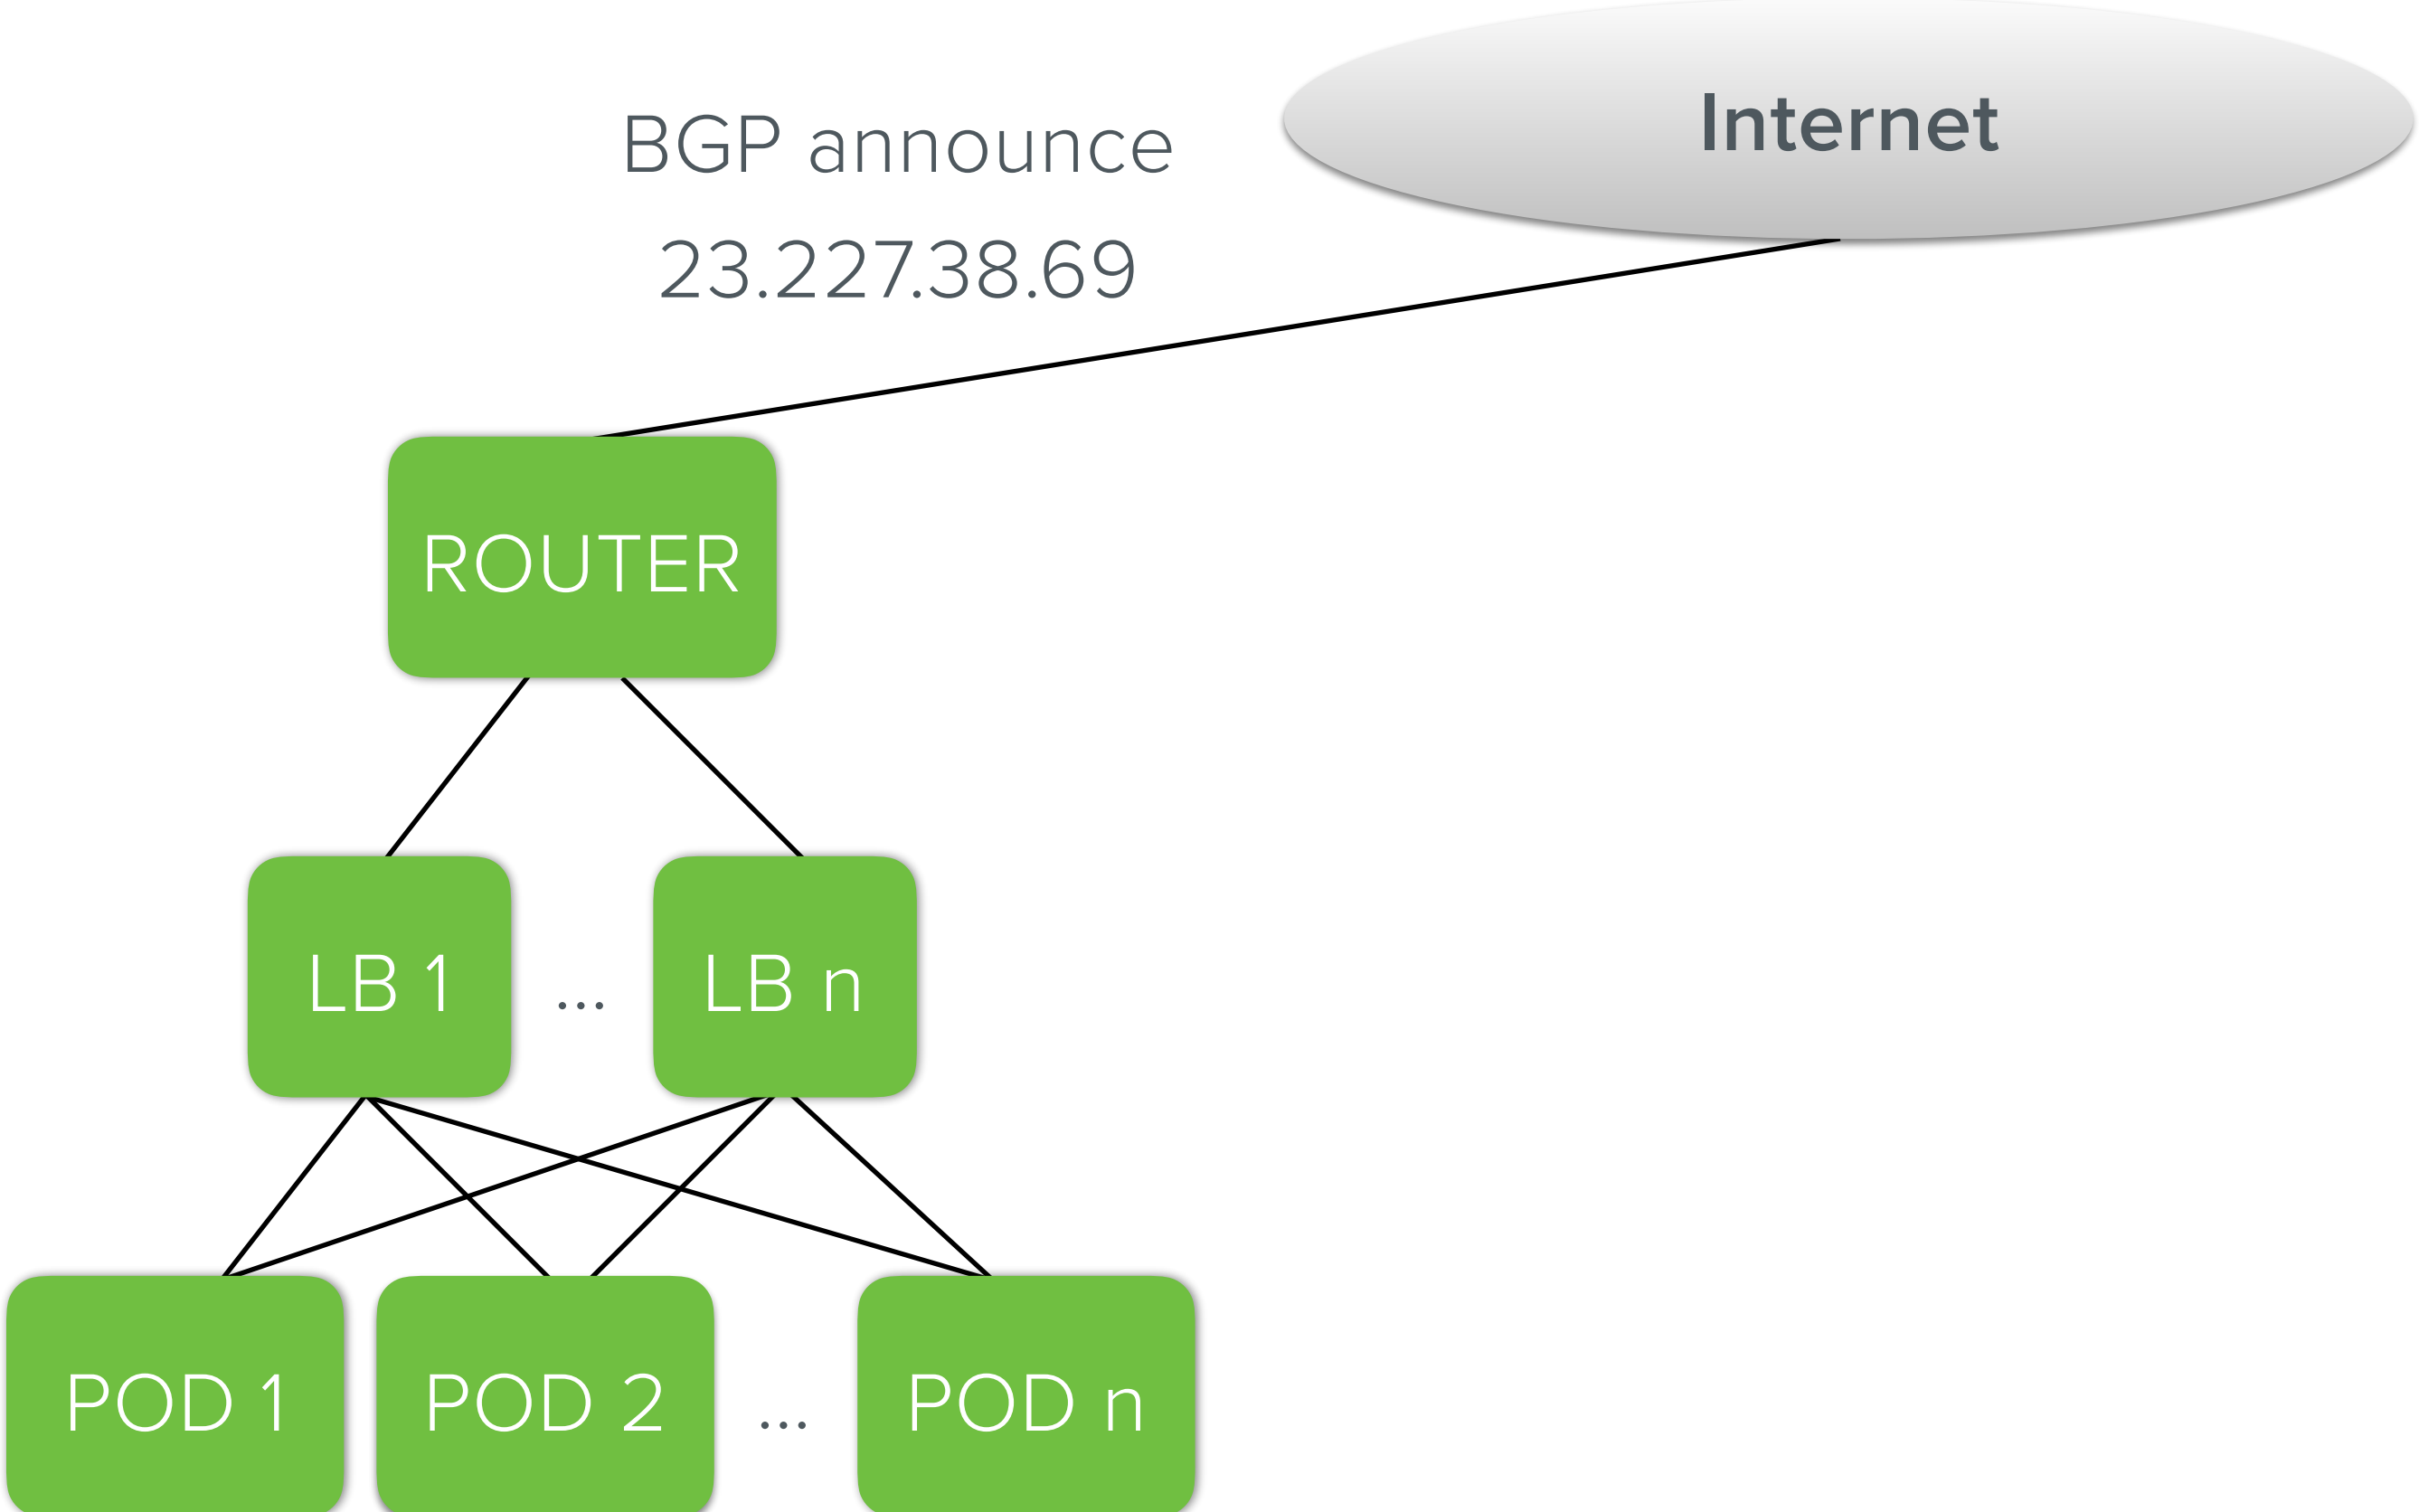 Internet
BGP announce
23.227.38.69
ROUTER
LB 1
...
LB n
POD 1
POD 2
...
POD n